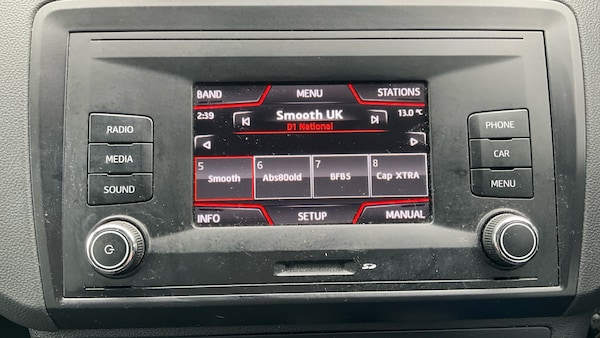 BAND MENU STATIONS
2:39 Smooth UK 13.0 °C
D1 National
5 6 7 8
Smooth Abs80old BFBS Cap XTRA
INFO SETUP MANUAL
RADIO
MEDIA
SOUND
PHONE
CAR
MENU
SD